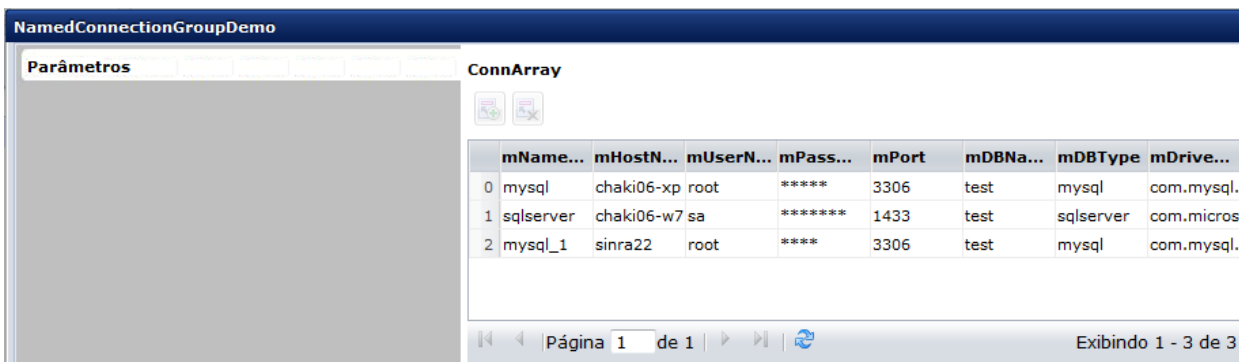 NamedConnectionGroupDemo
Parâmetros
ConnArray
mName... mHostN... mUserN... mPass... mPort mDBNa... mDBType mDrive...
0 mysql chaki06-xp root ***** 3306 test mysql com.mysql.
1 sqlserver chaki06-w7 sa ******* 1433 test sqlserver com.micros
2 mysql_1 sinra22 root **** 3306 test mysql com.mysql.
Página 1 de 1 Exibindo 1 - 3 de 3